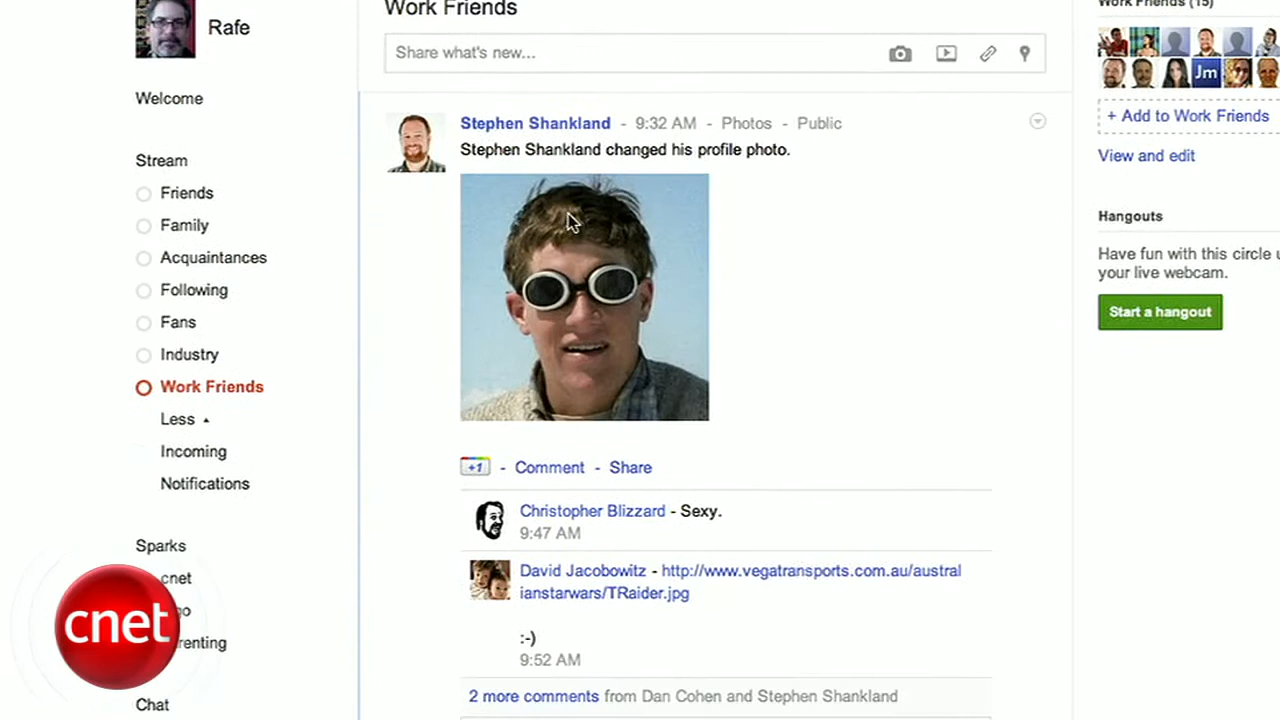 Rafe
Welcome
Stream
Friends
Family
Acquaintances
Following
Fans
Industry
Work Friends
Less
Incoming
Notifications
Sparks
cnet
go
renting
Chat
cnet
Work Friends
Share what's new...
Stephen Shankland - 9:32 AM - Photos - Public
Stephen Shankland changed his profile photo.
+1 - Comment - Share
Christopher Blizzard - Sexy.
9:47 AM
David Jacobowitz - http://www.vegatransports.com.au/austral
ianstarwars/TRaider.jpg
:-)
9:52 AM
2 more comments from Dan Cohen and Stephen Shankland
Work Friends (15)
Jm
+ Add to Work Friends
View and edit
Hangouts
Have fun with this circle u
your live webcam.
Start a hangout